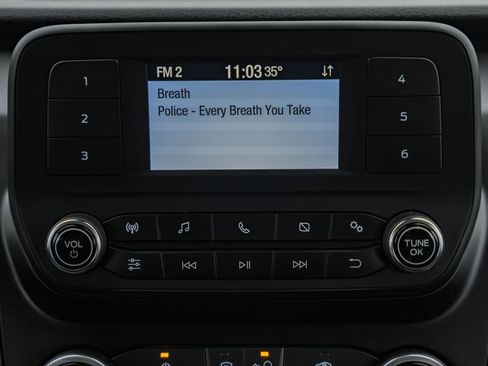 FM 2 11:03 35°
Breath
Police - Every Breath You Take
1
2
3
4
5
6
VOL
TUNE
OK